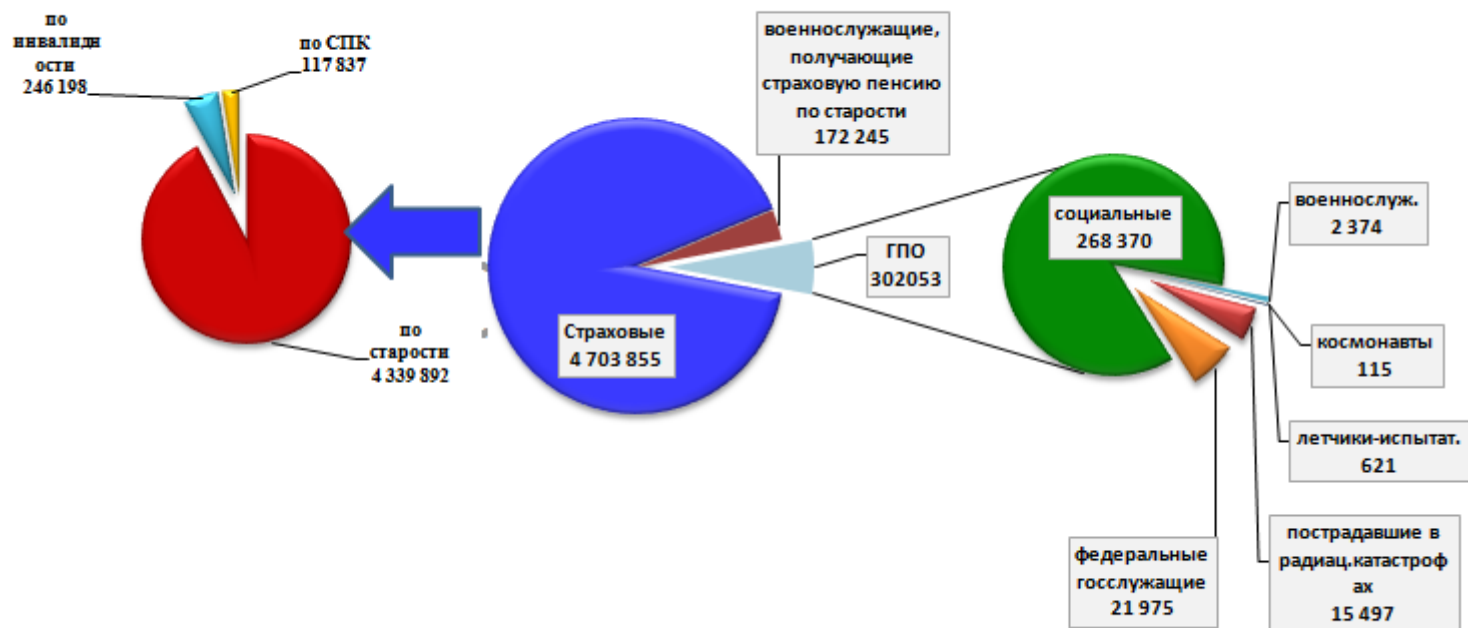 по
инвалидн
ости
246 198
по СПК
117 837
по
старости
4 339 892
военнослужащие,
получающие
страховую пенсию
по старости
172 245
Страховые
4 703 855
ГПО
302053
социальные
268 370
военнослуж.
2 374
космонавты
115
летчики-испытат.
621
пострадавшие в
радиац.катастроф
ах
15 497
федеральные
госслужащие
21 975